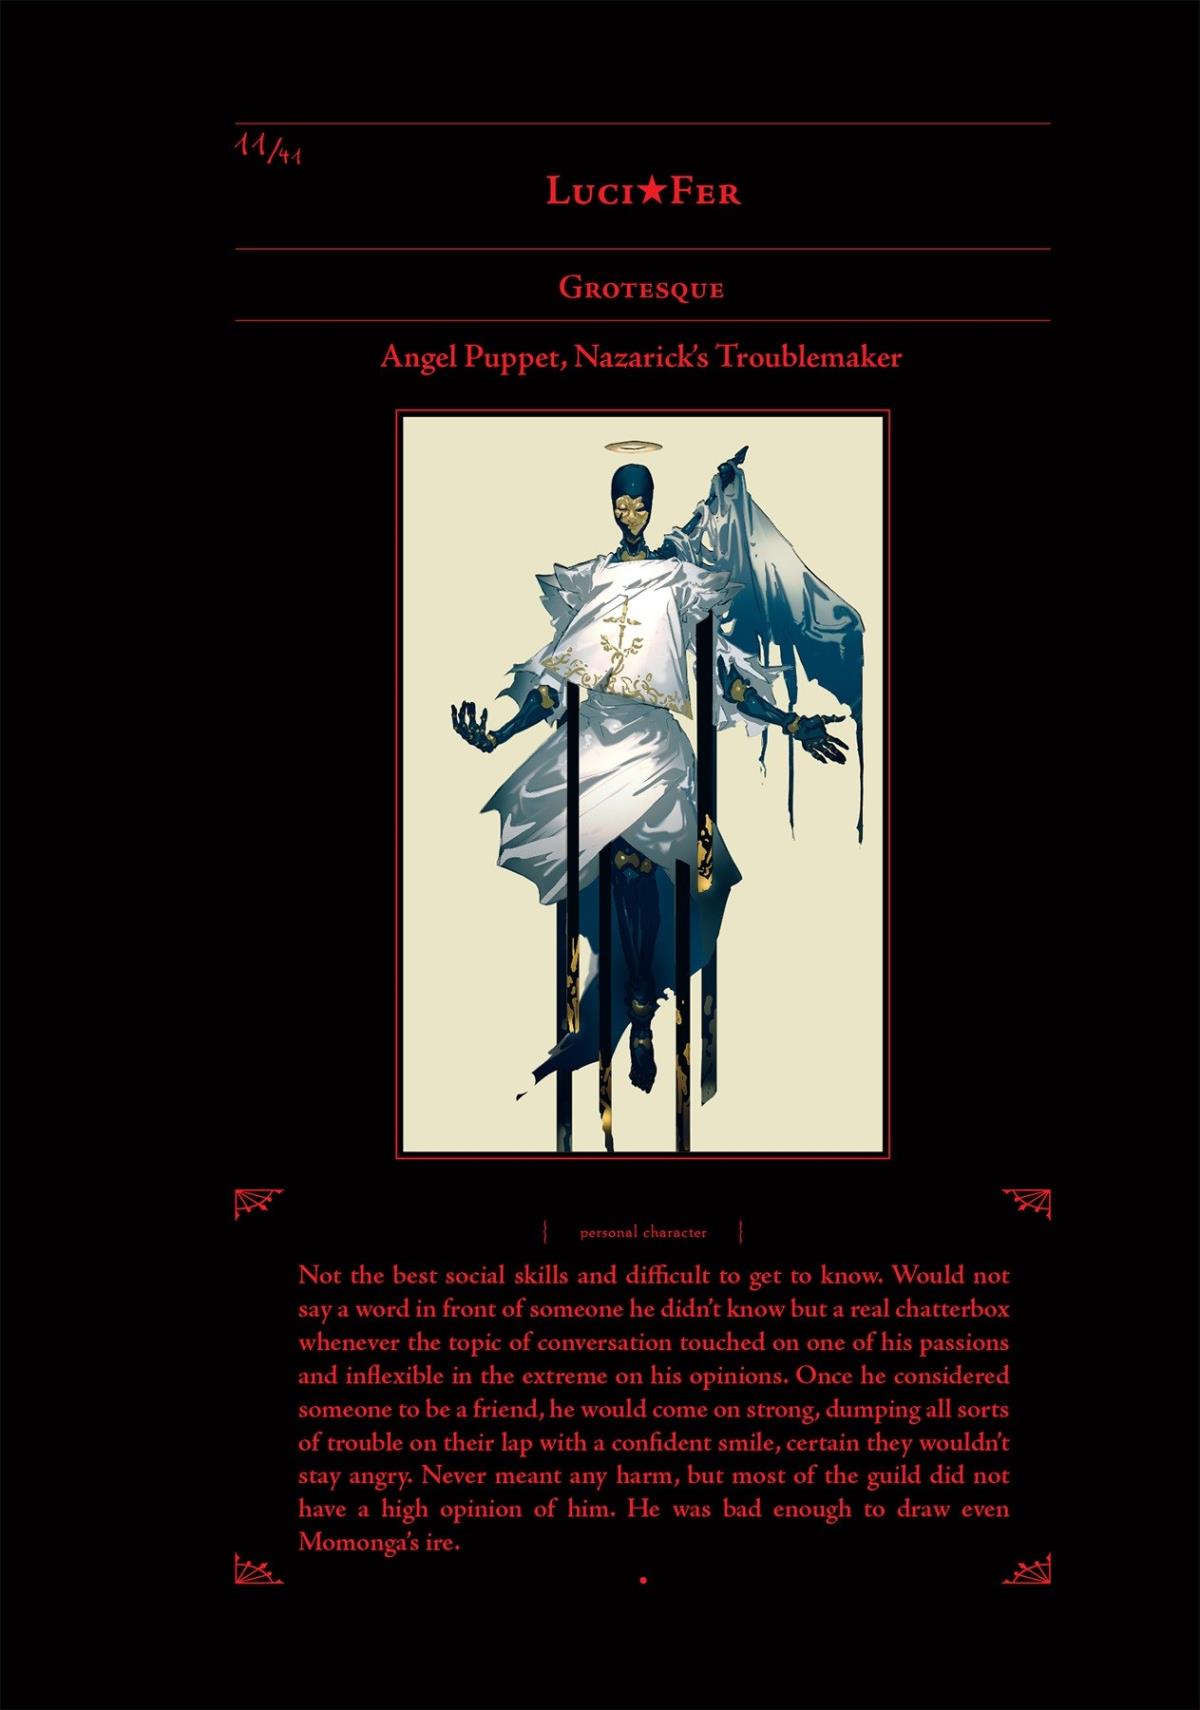 11/41
Luci★Fer
Grotesque
Angel Puppet, Nazarick's Troublemaker
{ personal character }
Not the best social skills and difficult to get to know. Would not
say a word in front of someone he didn't know but a real chatterbox
whenever the topic of conversation touched on one of his passions
and inflexible in the extreme on his opinions. Once he considered
someone to be a friend, he would come on strong, dumping all sorts
of trouble on their lap with a confident smile, certain they wouldn't
stay angry. Never meant any harm, but most of the guild did not
have a high opinion of him. He was bad enough to draw even
Momonga's ire.